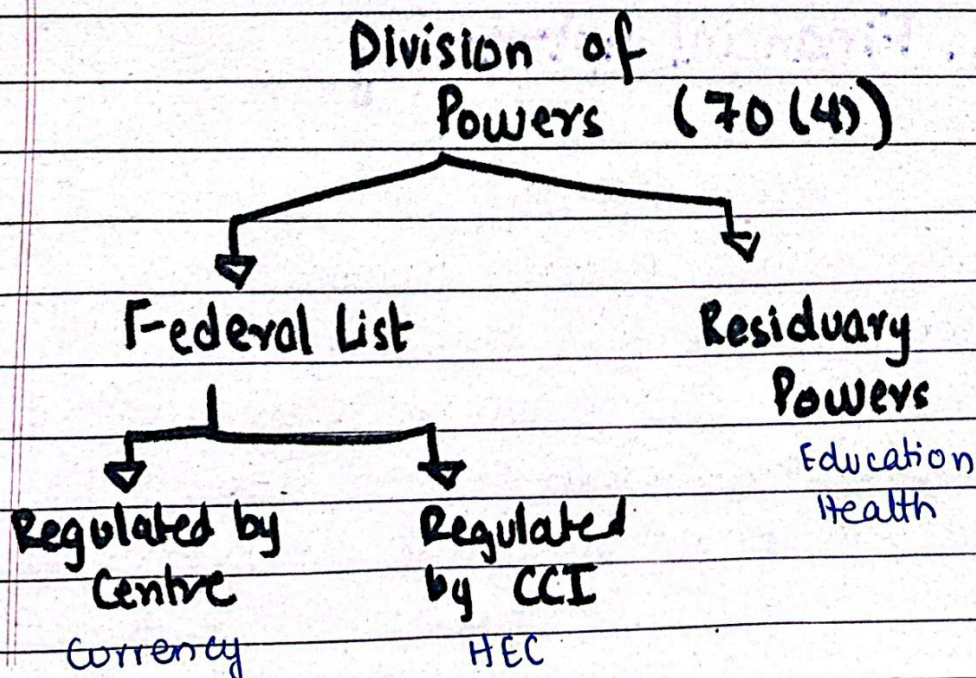 Division of
Powers (70(4))
Federal List
Residuary
Powers
Education
Health
Regulated by
Centre
Currency
Regulated
by CCI
HEC